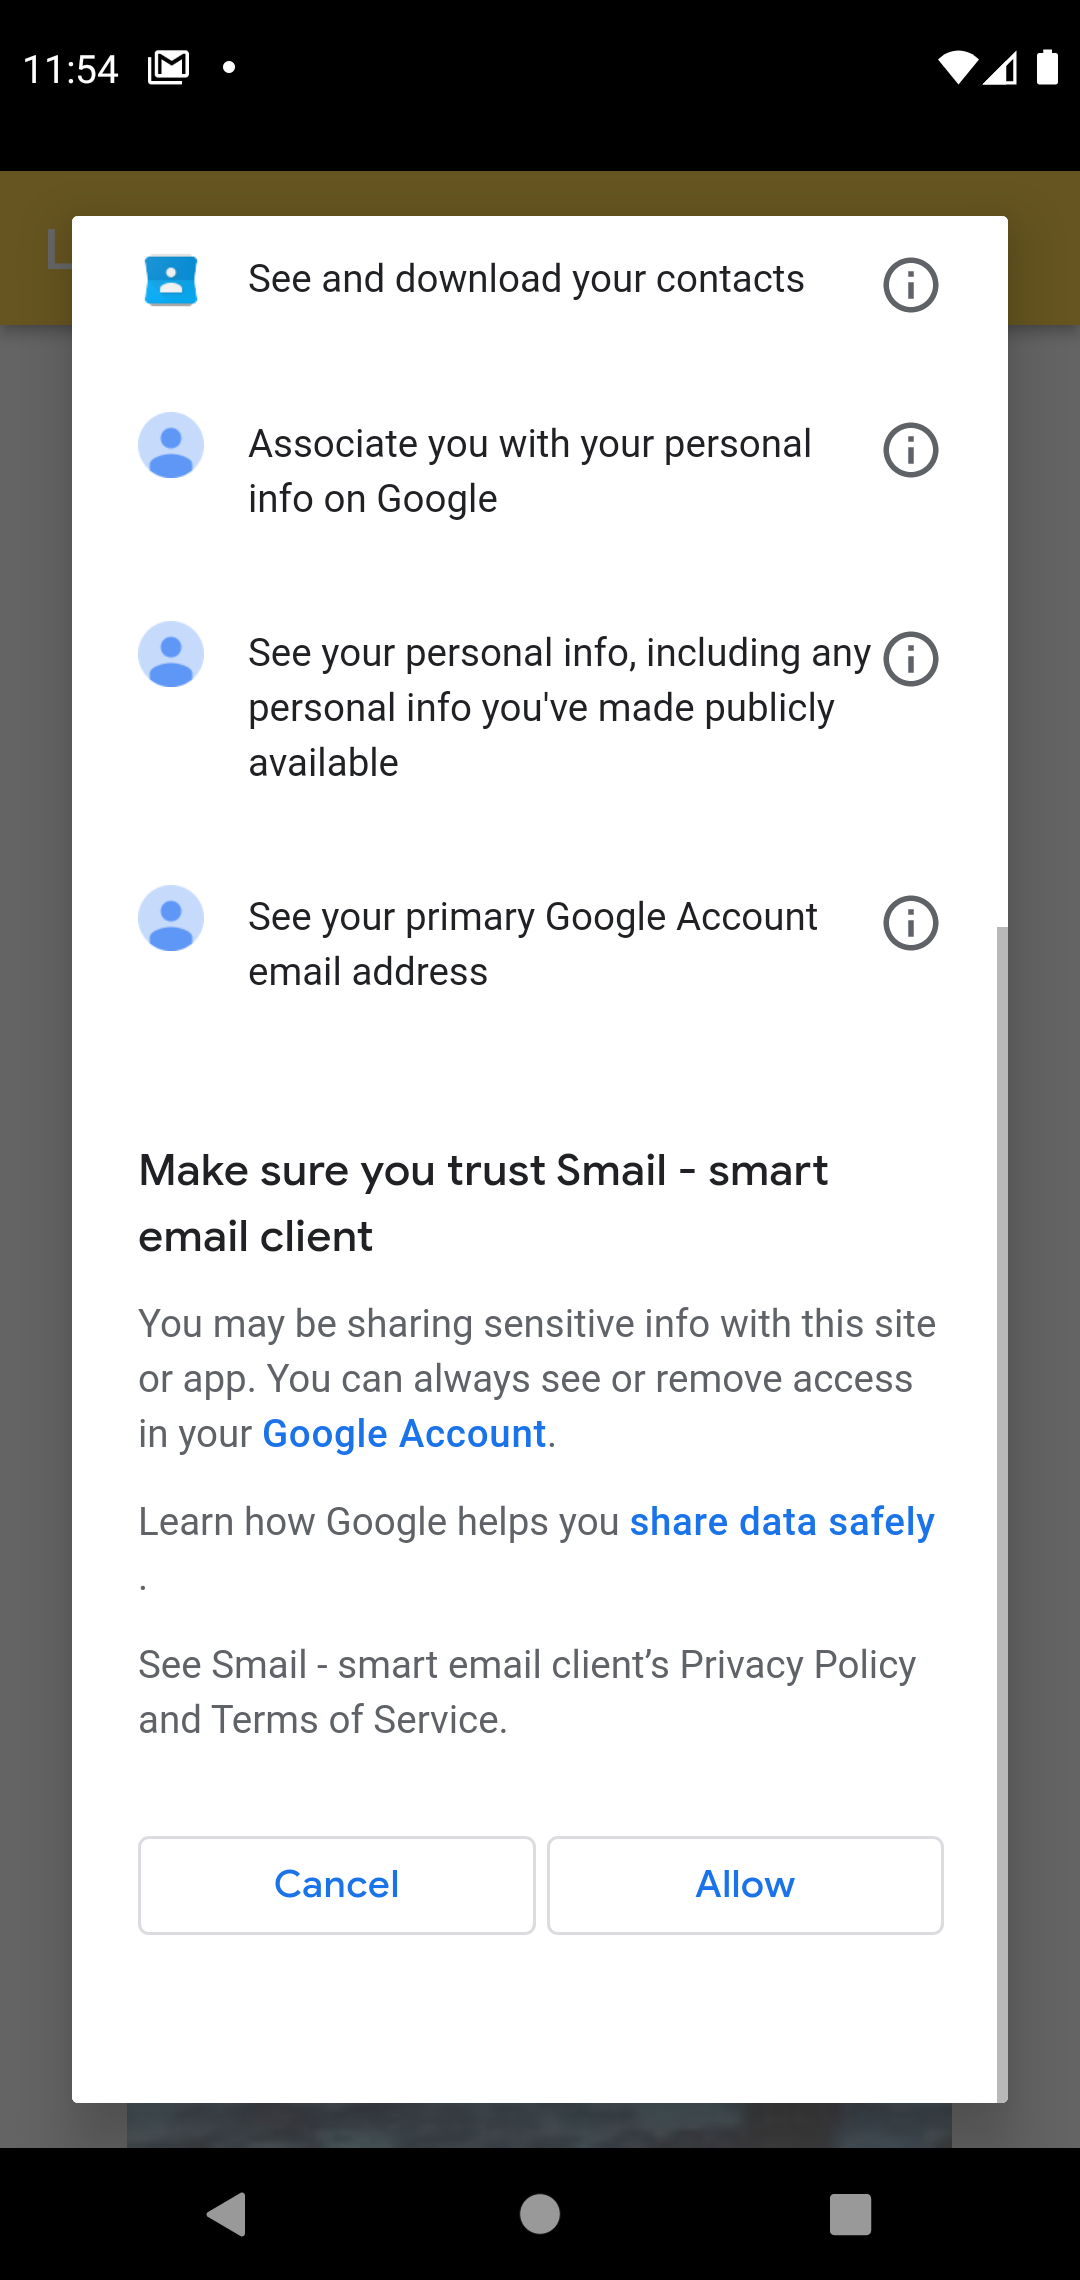 11:54
L
See and download your contacts
Associate you with your personal
info on Google
See your personal info, including any
personal info you've made publicly
available
See your primary Google Account
email address
Make sure you trust Smail - smart
email client
You may be sharing sensitive info with this site
or app. You can always see or remove access
in your Google Account.
Learn how Google helps you share data safely
.
See Smail - smart email client’s Privacy Policy
and Terms of Service.
Cancel
Allow